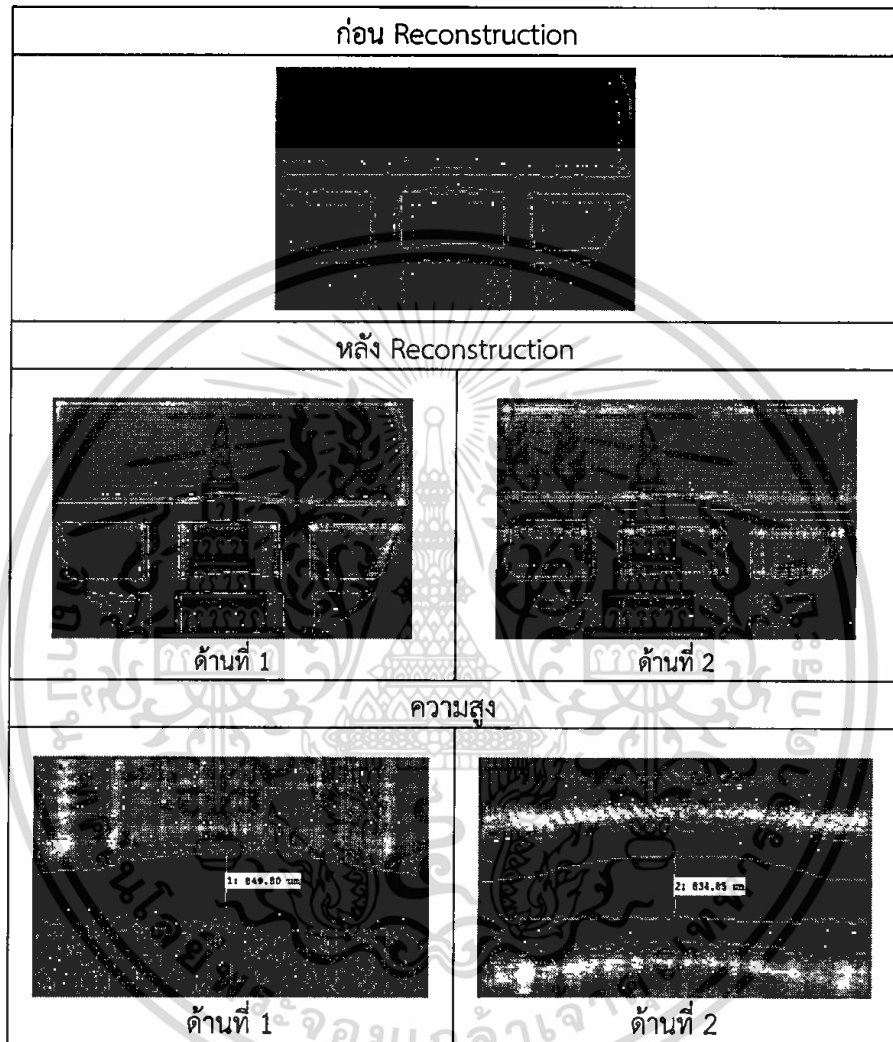 ก่อน Reconstruction
หลัง Reconstruction
ด้านที่ 1
ด้านที่ 2
ความสูง
1: 849.80 um
2: 834.85 um
ด้านที่ 1
ด้านที่ 2